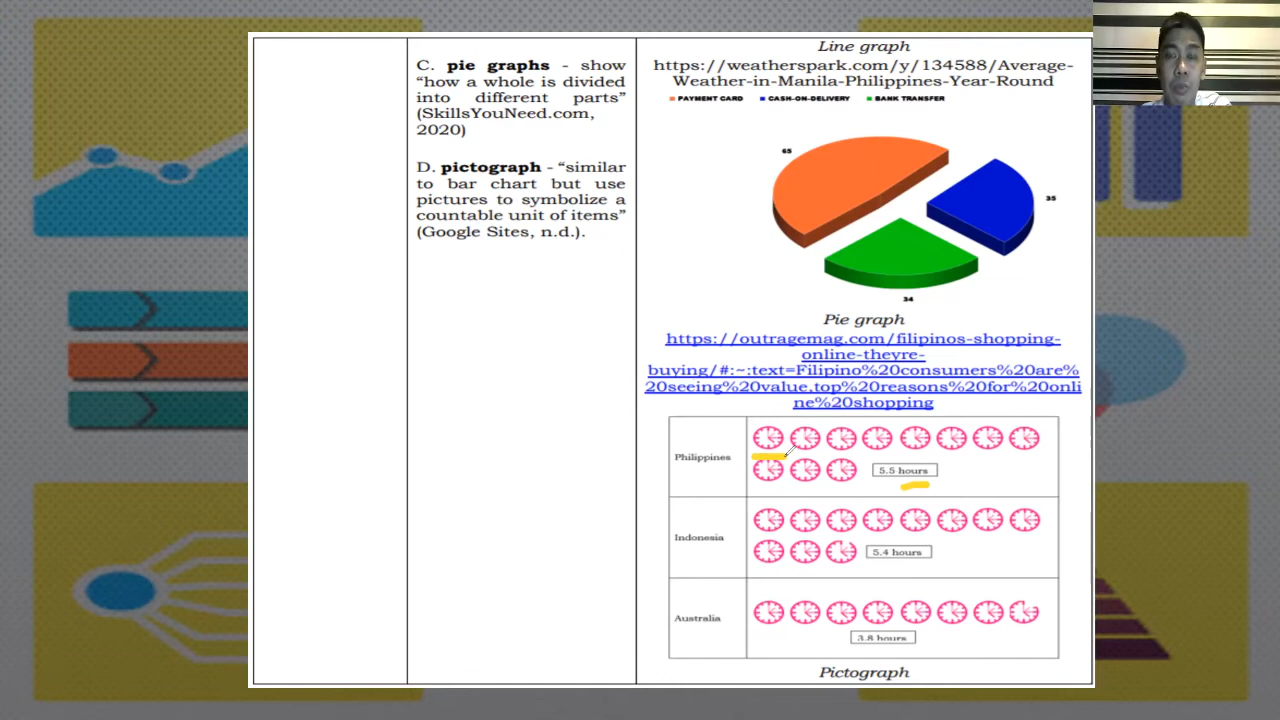 C. pie graphs - show
"how a whole is divided
into different parts"
(SkillsYouNeed.com,
2020)
D. pictograph - "similar
to bar chart but use
pictures to symbolize a
countable unit of items"
(Google Sites, n.d.).
Line graph
https://weatherspark.com/y/134588/Average-
Weather-in-Manila-Philippines-Year-Round
PAYMENT CARD CASH-ON-DELIVERY BANK TRANSFER
65
35
34
Pie graph
https://outragemag.com/filipinos-shopping-
online-theyre-
buying/#:~:text=Filipino%20consumers%20are%
20seeing%20value,top%20reasons%20for%20onli
ne%20shopping
Philippines
5.5 hours
Indonesia
5.4 hours
Australia
3.8 hours
Pictograph